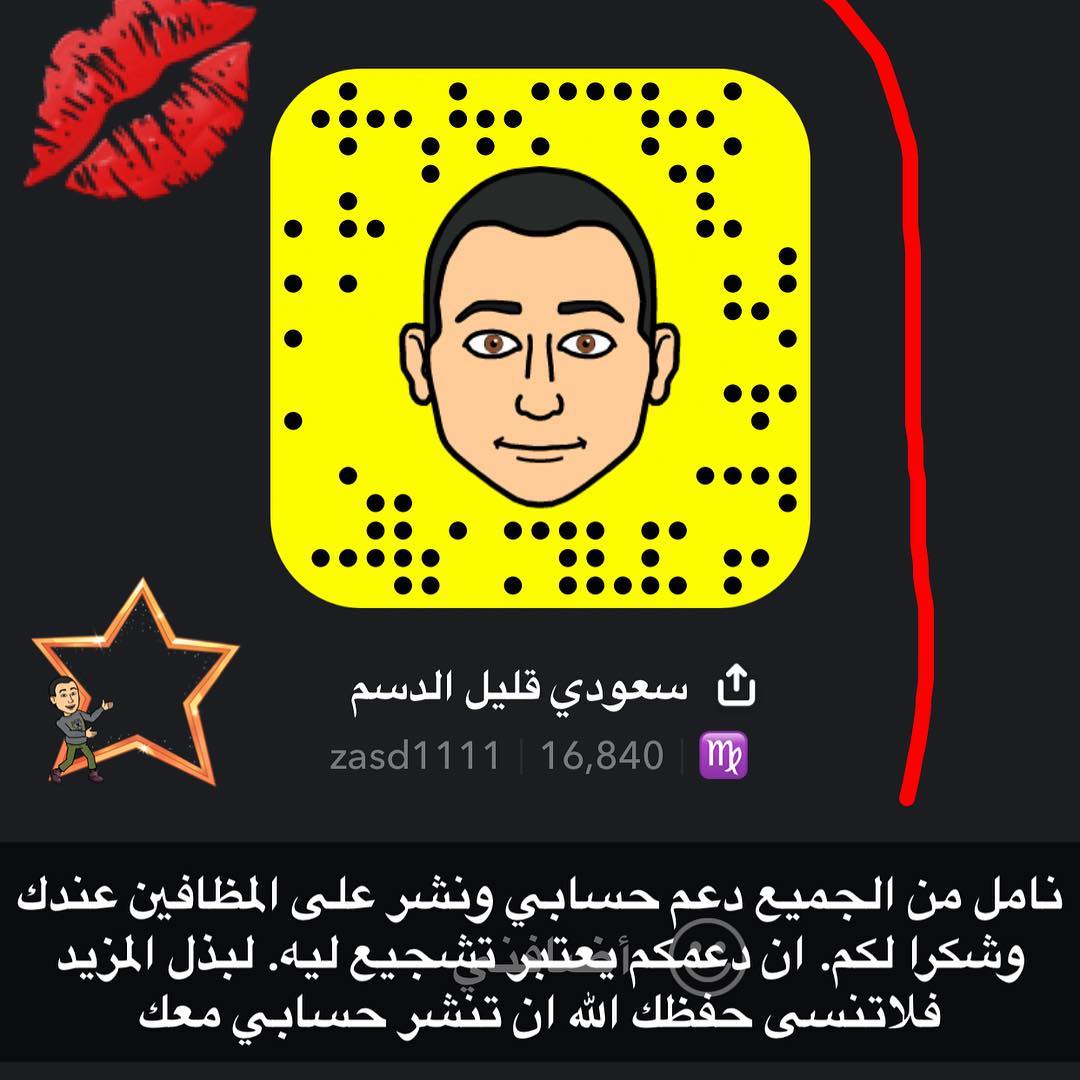 سعودي قليل الدسم
zasd1111 | 16,840 | ♍
نامل من الجميع دعم حسابي ونشر على المظافين عندك
وشكرا لكم. ان دعمكم يعتبر تشجيع ليه. لبذل المزيد
فلاتنسى حفظك الله ان تنشر حسابي معك